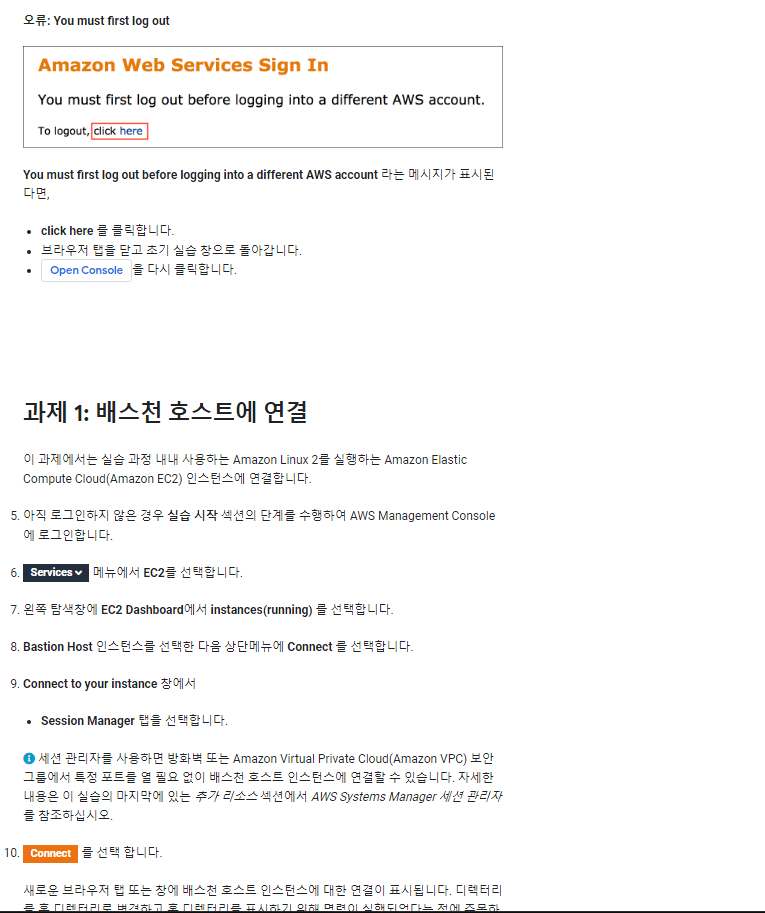 오류: You must first log out
Amazon Web Services Sign In
You must first log out before logging into a different AWS account.
To logout, click here
You must first log out before logging into a different AWS account 라는 메시지가 표시된
다면,
• click here 를 클릭합니다.
• 브라우저 탭을 닫고 초기 실습 창으로 돌아갑니다.
• Open Console 을 다시 클릭합니다.
과제 1: 배스천 호스트에 연결
이 과제에서는 실습 과정 내내 사용하는 Amazon Linux 2를 실행하는 Amazon Elastic
Compute Cloud(Amazon EC2) 인스턴스에 연결합니다.
5. 아직 로그인하지 않은 경우 실습 시작 섹션의 단계를 수행하여 AWS Management Console
에 로그인합니다.
6. Services 메뉴에서 EC2를 선택합니다.
7. 왼쪽 탐색창에 EC2 Dashboard에서 instances(running) 를 선택합니다.
8. Bastion Host 인스턴스를 선택한 다음 상단메뉴에 Connect 를 선택합니다.
9. Connect to your instance 창에서
• Session Manager 탭을 선택합니다.
세션 관리자를 사용하면 방화벽 또는 Amazon Virtual Private Cloud(Amazon VPC) 보안
그룹에서 특정 포트를 열 필요 없이 배스천 호스트 인스턴스에 연결할 수 있습니다. 자세한
내용은 이 실습의 마지막에 있는 추가 리소스 섹션에서 AWS Systems Manager 세션 관리자
를 참조하십시오.
10. Connect 를 선택 합니다.
새로운 브라우저 탭 또는 창에 배스천 호스트 인스턴스에 대한 연결이 표시됩니다. 디렉터리
를 홈 디렉터리로 변경하고 홈 디렉터리를 표시하기 위해 명령이 실행되었다는 점에 주목하